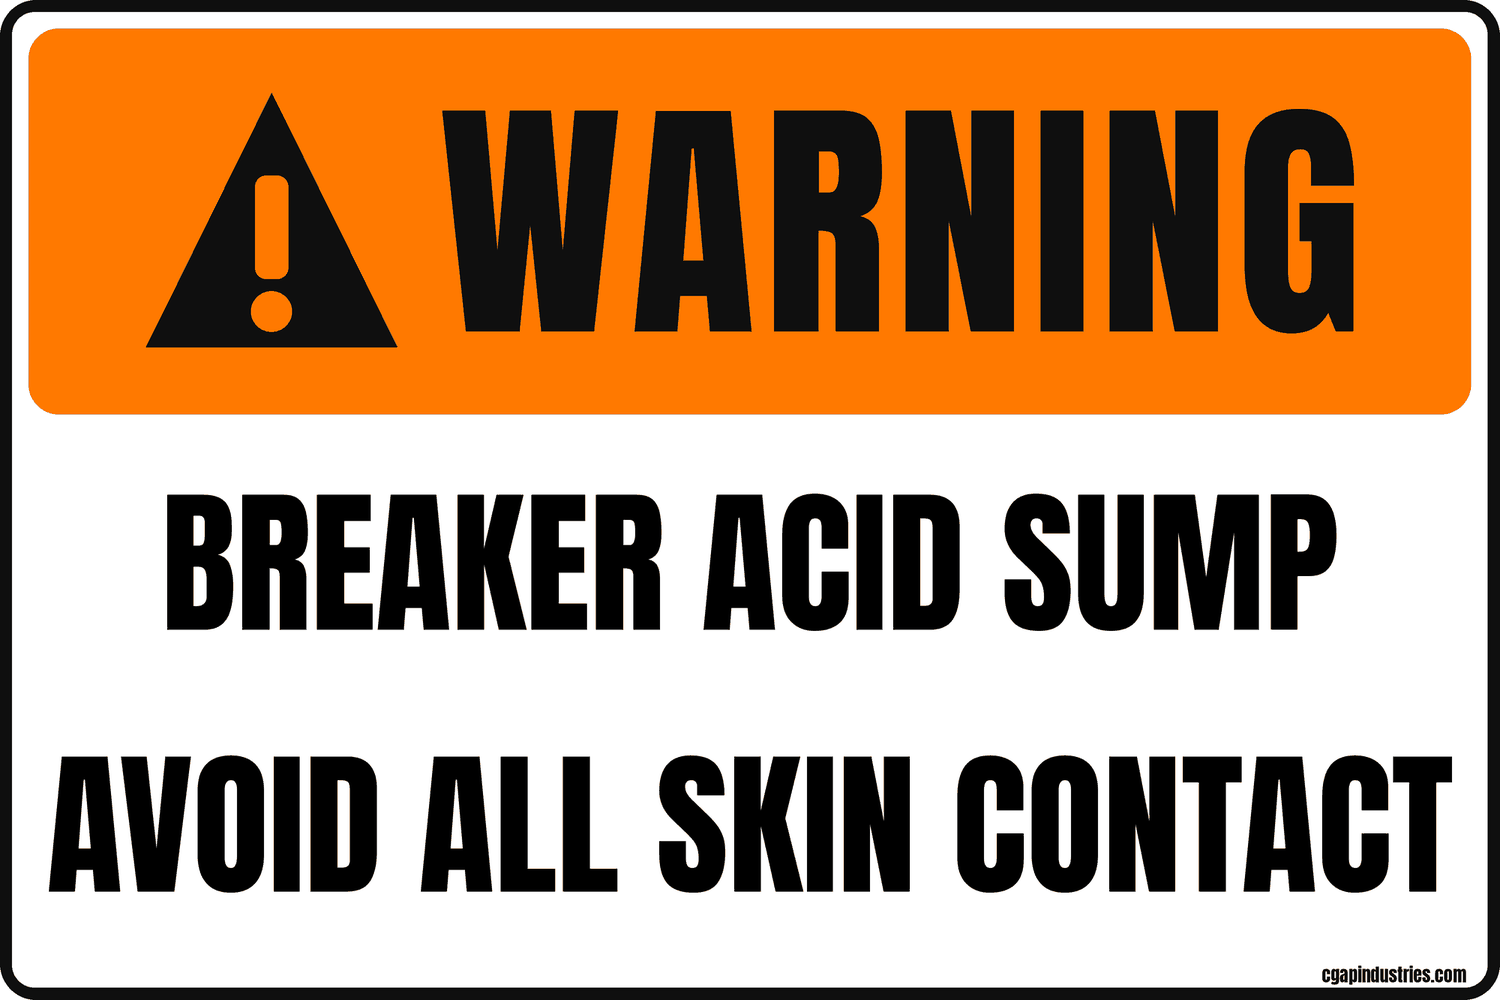 WARNING
BREAKER ACID SUMP
AVOID ALL SKIN CONTACT
cgapindustries.com